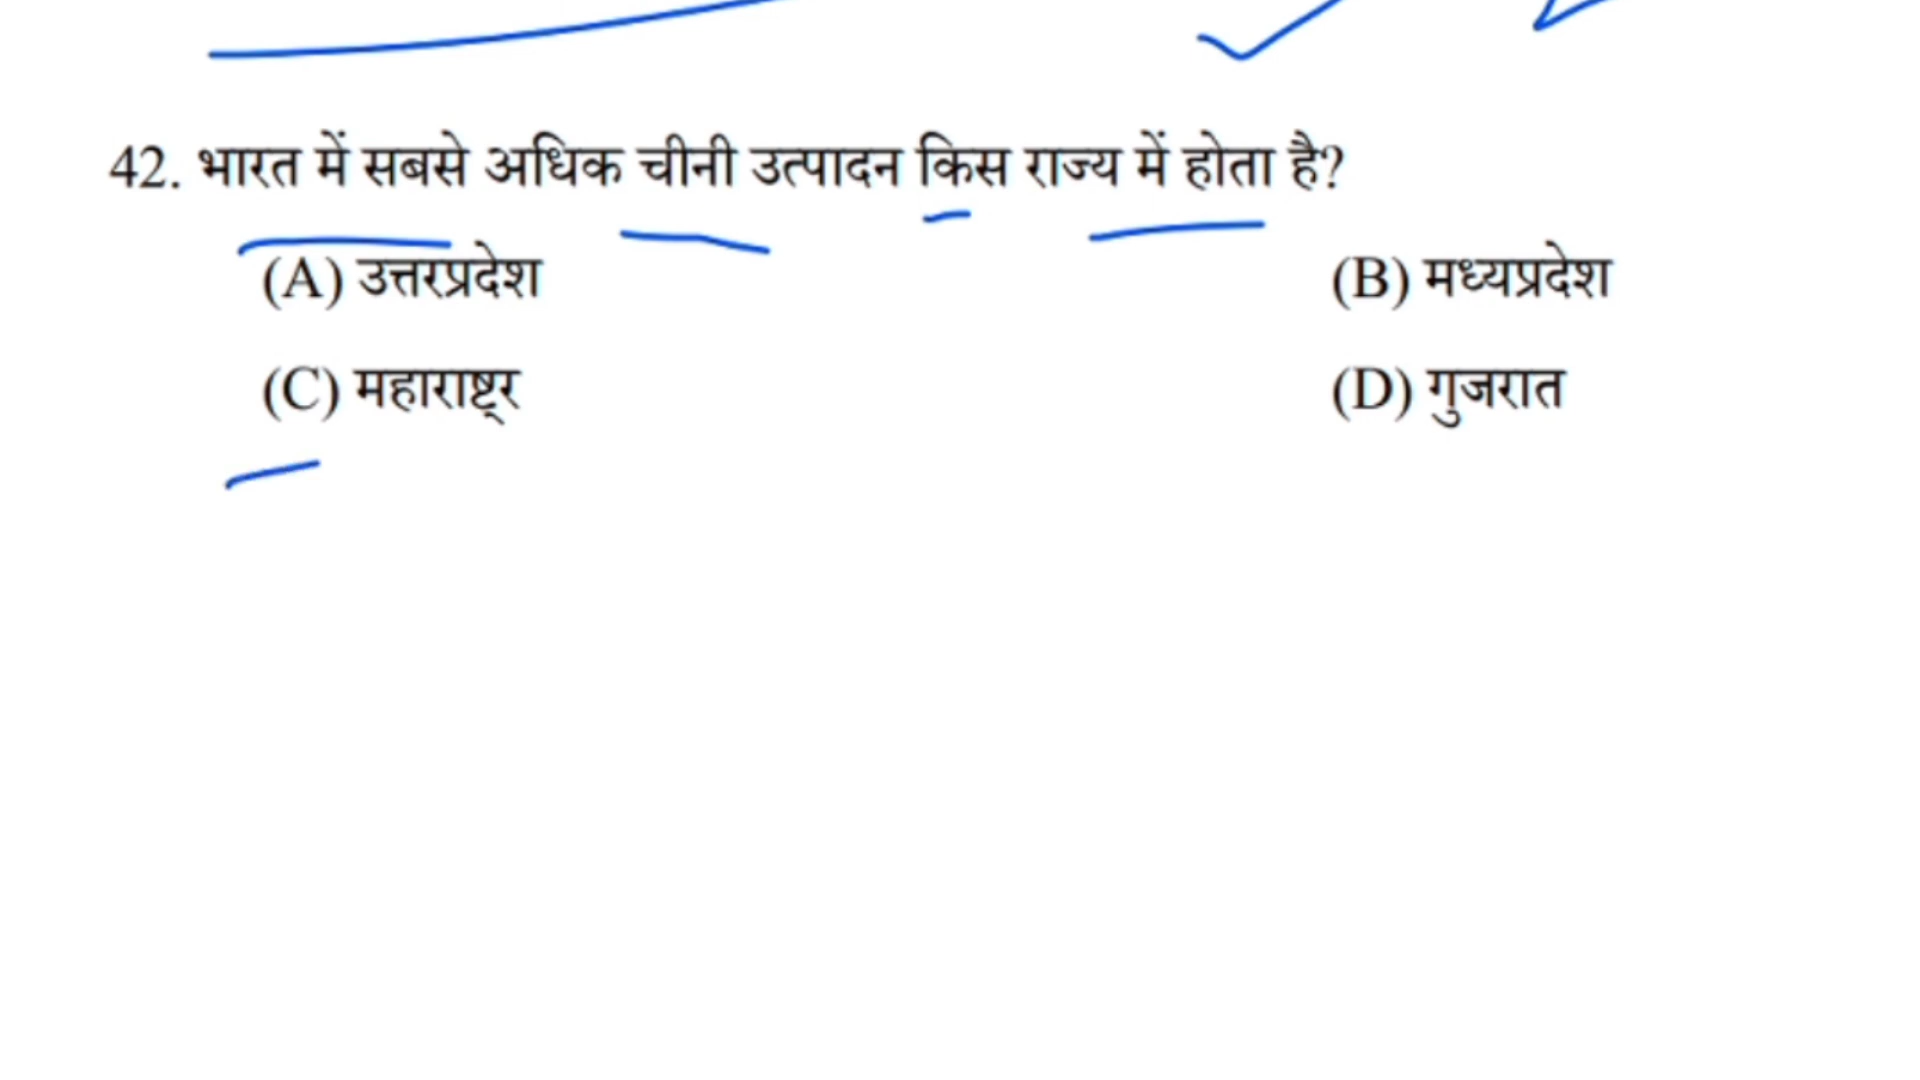 42. भारत में सबसे अधिक चीनी उत्पादन किस राज्य में होता है?
(A) उत्तरप्रदेश (B) मध्यप्रदेश
(C) महाराष्ट्र (D) गुजरात